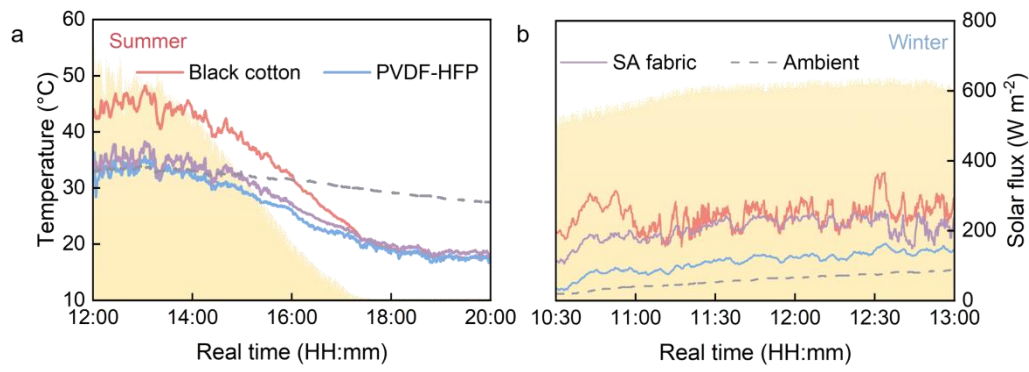 a
Summer
Black cotton
PVDF-HFP
60
50
40
30
20
10
Temperature (°C)
12:00
14:00
16:00
18:00
20:00
Real time (HH:mm)
b
Winter
SA fabric
Ambient
800
600
400
200
0
Solar flux (W m⁻²)
10:30
11:00
11:30
12:00
12:30
13:00
Real time (HH:mm)